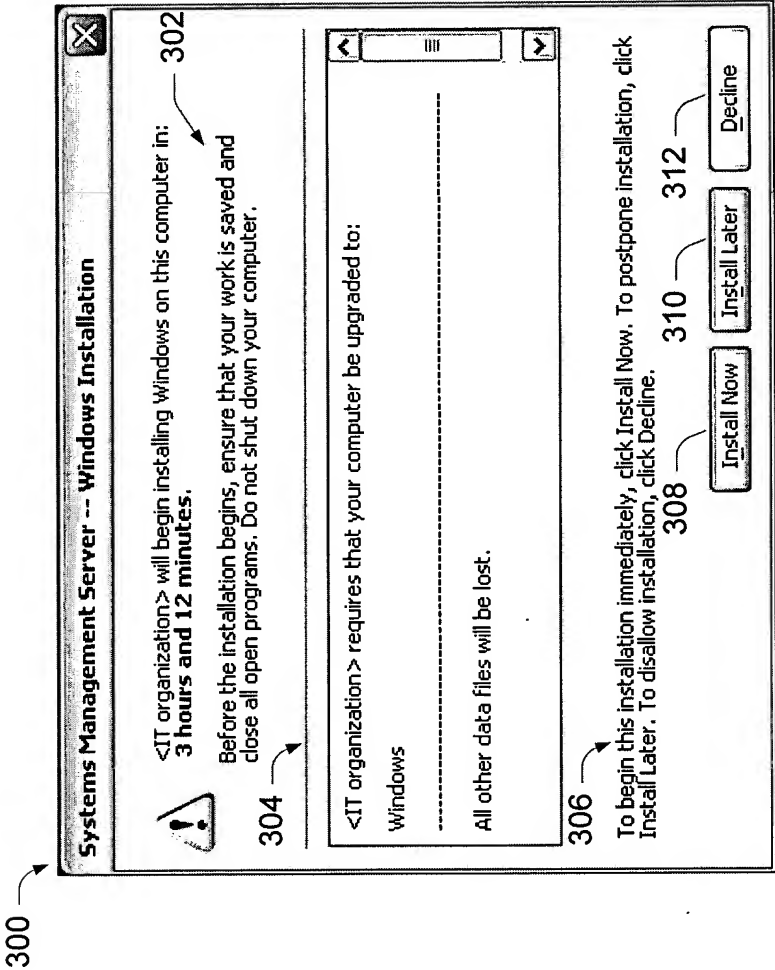 300
Systems Management Server -- Windows Installation
<IT organization> will begin installing Windows on this computer in:
3 hours and 12 minutes.
302
Before the installation begins, ensure that your work is saved and
close all open programs. Do not shut down your computer.
304
<IT organization> requires that your computer be upgraded to:
Windows
--------------------------------------------------------------------------------
All other data files will be lost.
306
To begin this installation immediately, click Install Now. To postpone installation, click
Install Later. To disallow installation, click Decline.
308
310
312
Install Now
Install Later
Decline